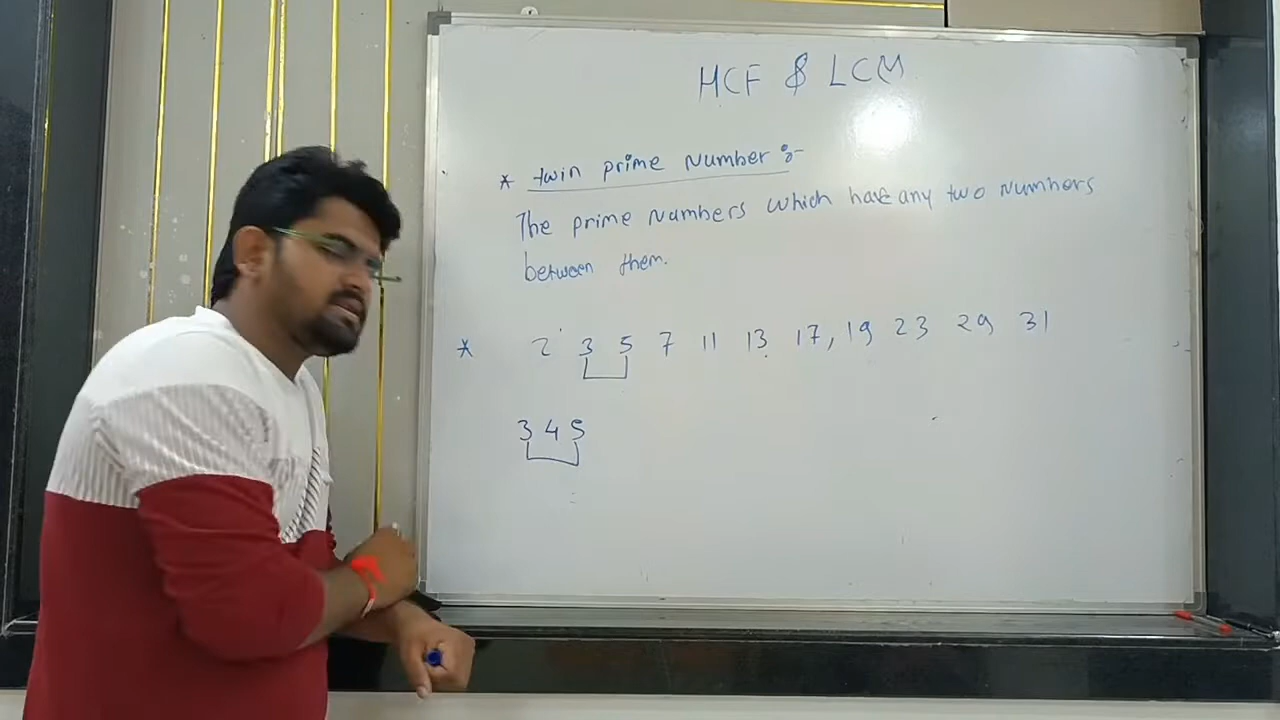 HCF & LCM
* twin prime Number :-
The prime Numbers which have any two Numbers
between them.
* 2 3 5 7 11 13 17, 19 23 29 31
3 4 5